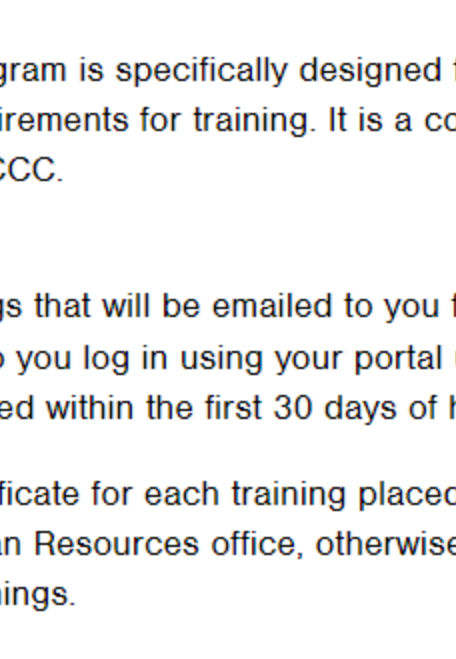 gram is specifically designed f
irements for training. It is a co
CCC.
gs that will be emailed to you f
o you log in using your portal u
ed within the first 30 days of h
ficate for each training placed
an Resources office, otherwise
nings.